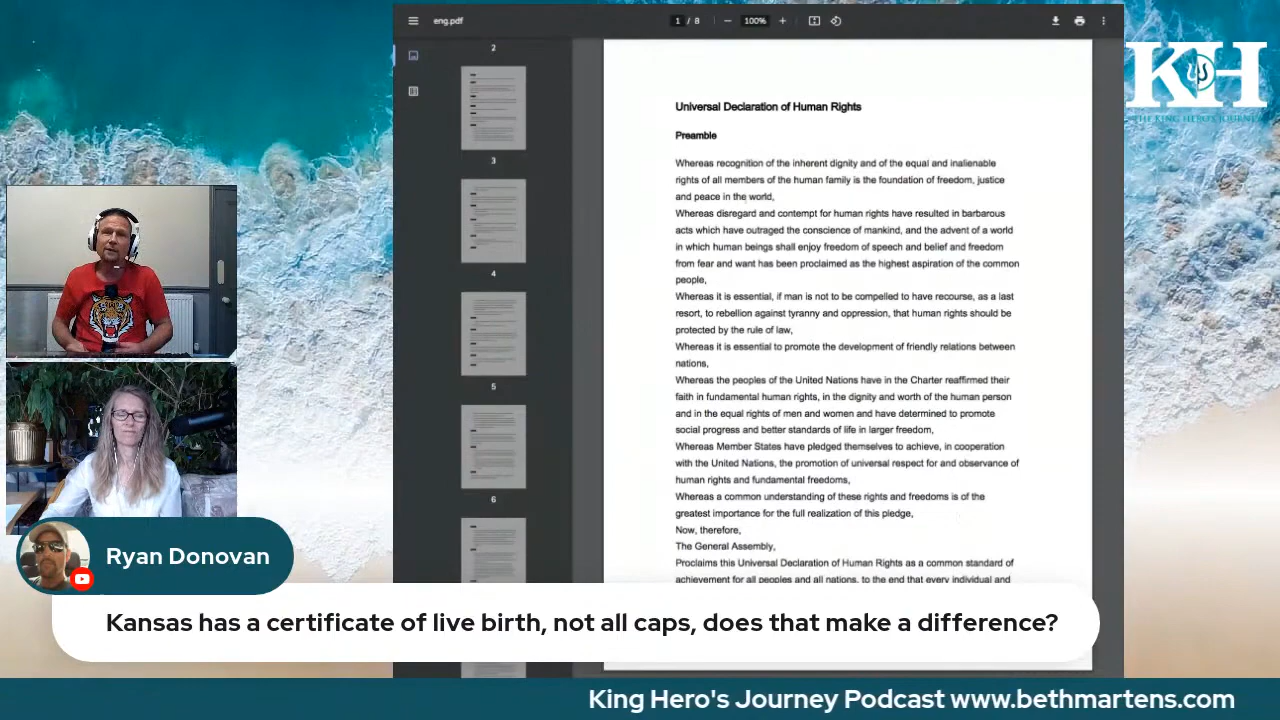 eng.pdf
1 / 8
100%
2
3
4
5
6
KH
THE KING HERO'S JOURNEY
Universal Declaration of Human Rights
Preamble
Whereas recognition of the inherent dignity and of the equal and inalienable
rights of all members of the human family is the foundation of freedom, justice
and peace in the world,
Whereas disregard and contempt for human rights have resulted in barbarous
acts which have outraged the conscience of mankind, and the advent of a world
in which human beings shall enjoy freedom of speech and belief and freedom
from fear and want has been proclaimed as the highest aspiration of the common
people,
Whereas it is essential, if man is not to be compelled to have recourse, as a last
resort, to rebellion against tyranny and oppression, that human rights should be
protected by the rule of law,
Whereas it is essential to promote the development of friendly relations between
nations,
Whereas the peoples of the United Nations have in the Charter reaffirmed their
faith in fundamental human rights, in the dignity and worth of the human person
and in the equal rights of men and women and have determined to promote
social progress and better standards of life in larger freedom,
Whereas Member States have pledged themselves to achieve, in cooperation
with the United Nations, the promotion of universal respect for and observance of
human rights and fundamental freedoms,
Whereas a common understanding of these rights and freedoms is of the
greatest importance for the full realization of this pledge,
Now, therefore,
The General Assembly,
Proclaims this Universal Declaration of Human Rights as a common standard of
achievement for all peoples and all nations, to the end that every individual and
Ryan Donovan
Kansas has a certificate of live birth, not all caps, does that make a difference?
King Hero's Journey Podcast www.bethmartens.com